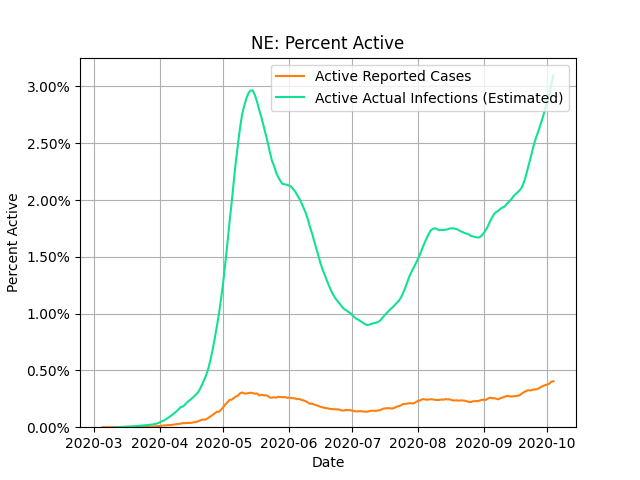 NE: Percent Active
Active Reported Cases
Active Actual Infections (Estimated)
3.00%
2.50%
2.00%
1.50%
1.00%
0.50%
0.00%
Percent Active
2020-03 2020-04 2020-05 2020-06 2020-07 2020-08 2020-09 2020-10
Date